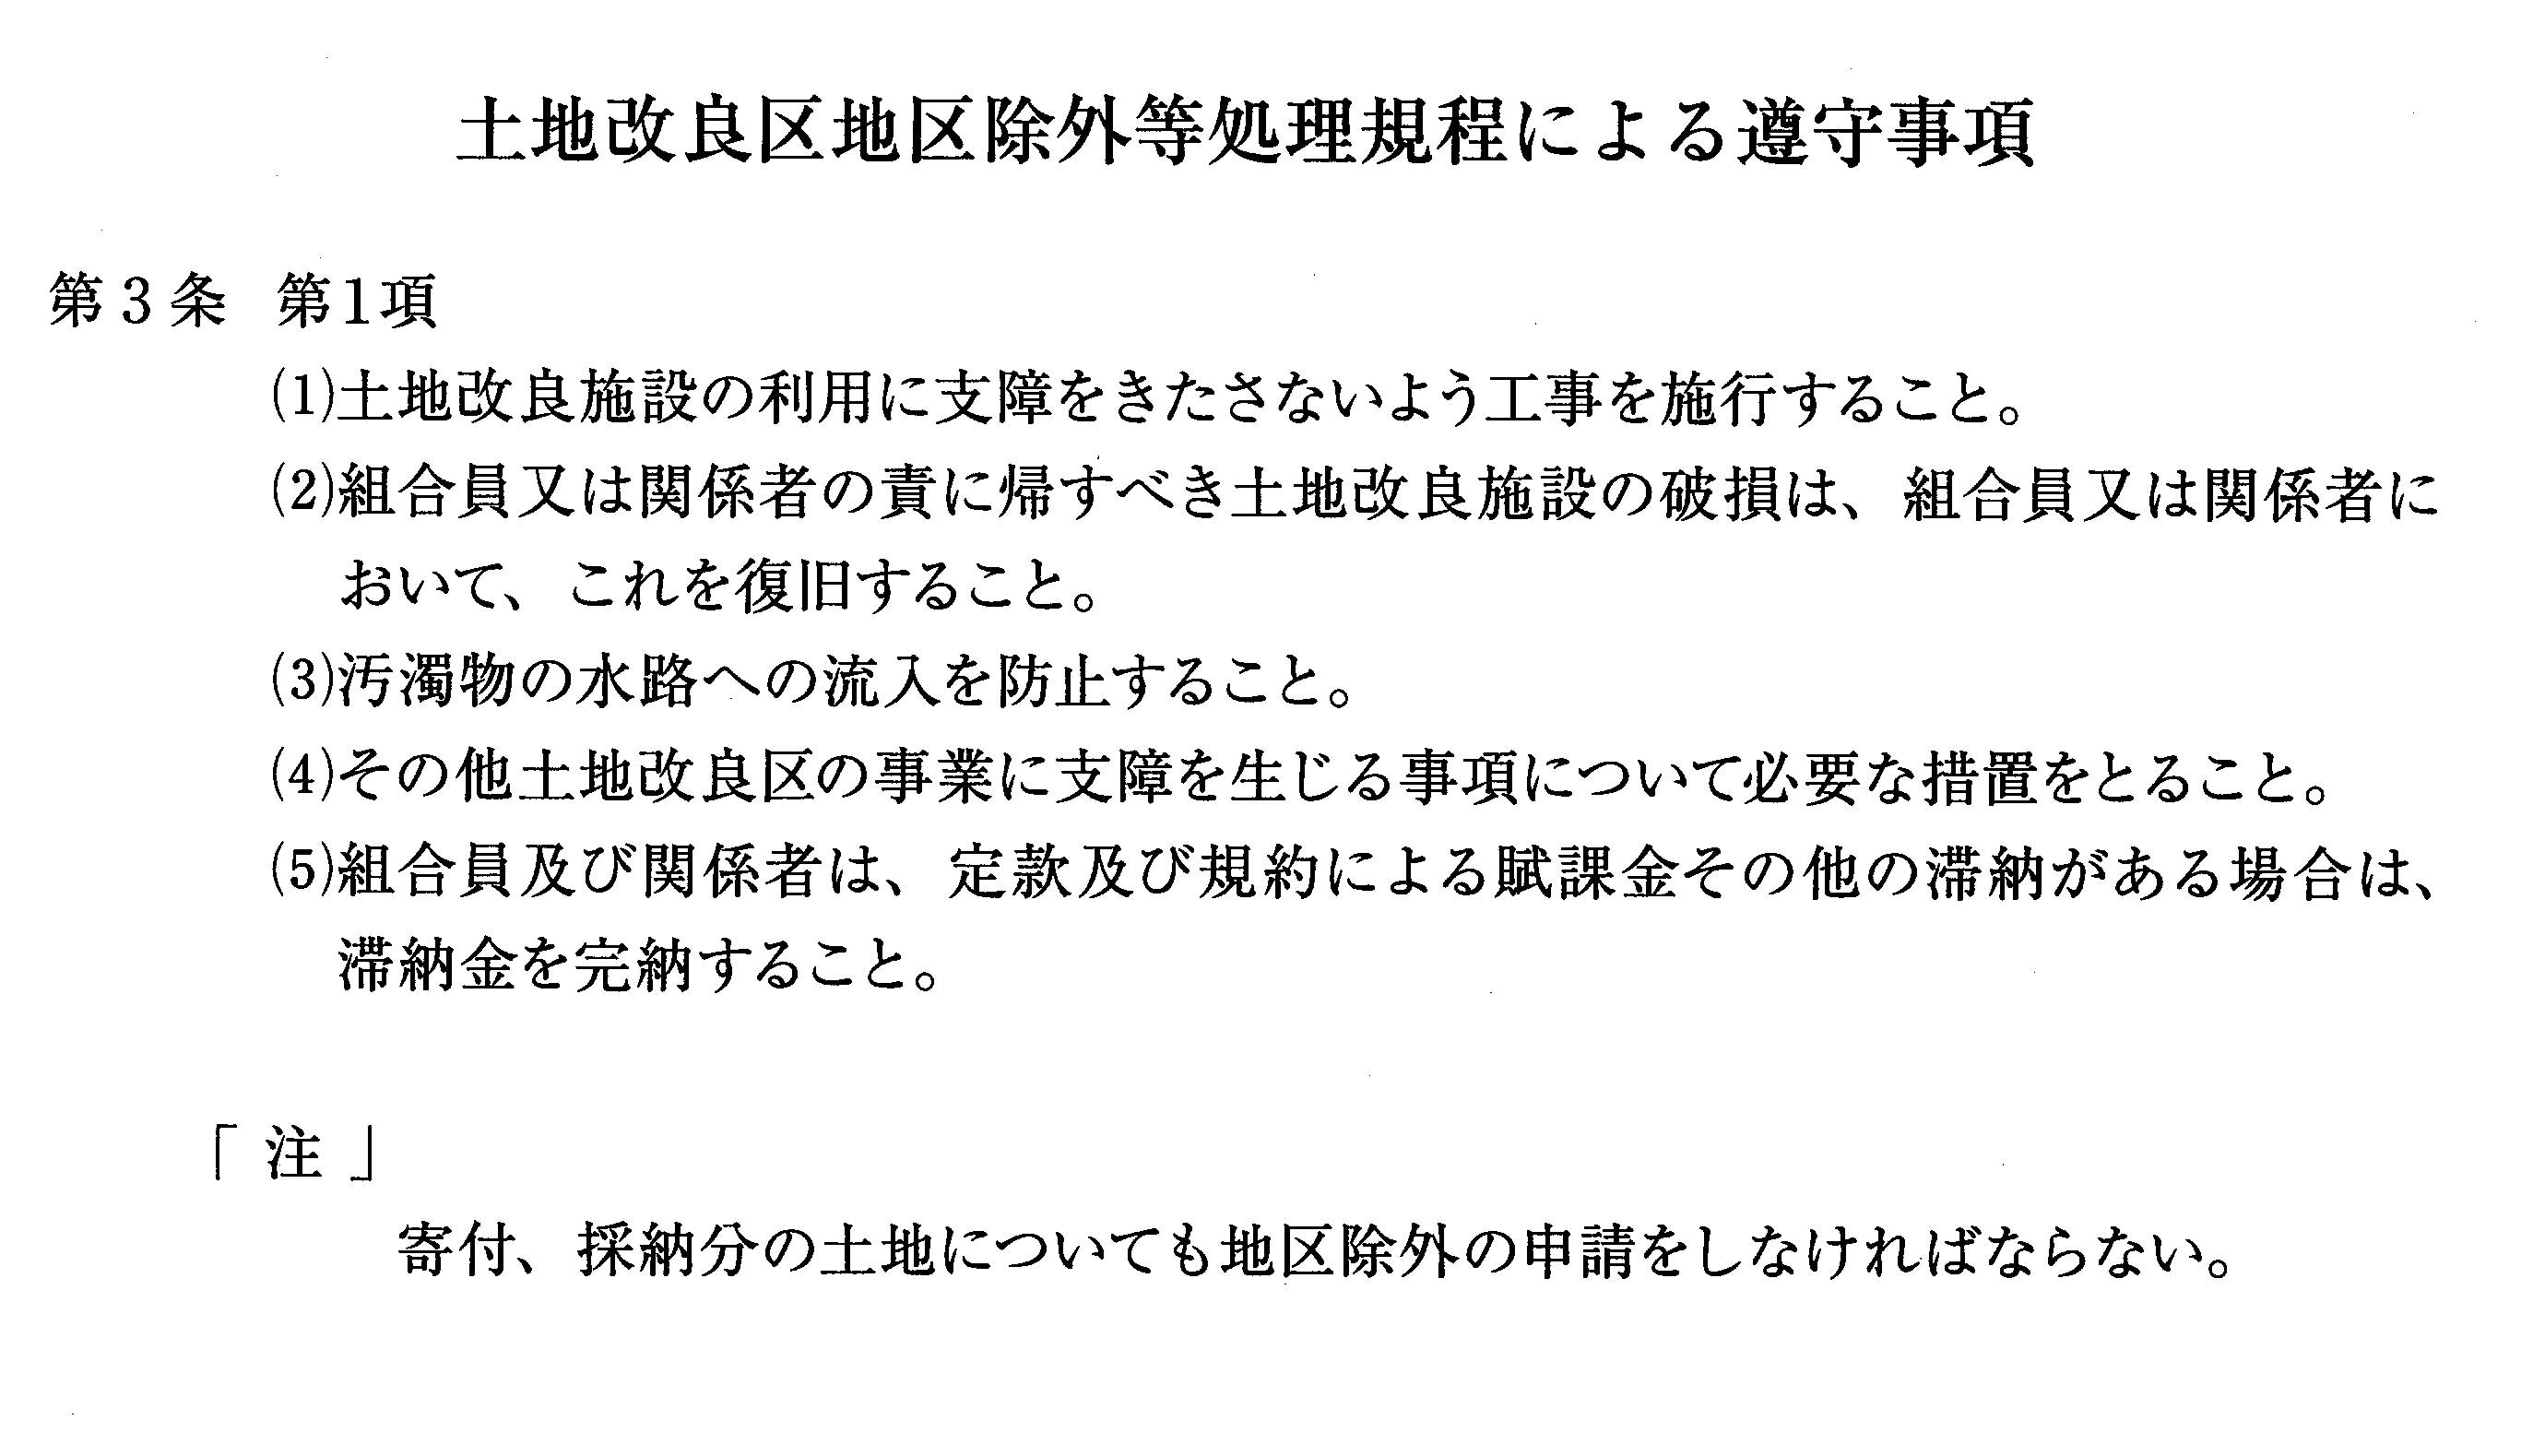 土地改良区地区除外等処理規程による遵守事項
第3条 第1項
(1)土地改良施設の利用に支障をきたさないよう工事を施行すること。
(2)組合員又は関係者の責に帰すべき土地改良施設の破損は、組合員又は関係者に
おいて、これを復旧すること。
(3)汚濁物の水路への流入を防止すること。
(4)その他土地改良区の事業に支障を生じる事項について必要な措置をとること。
(5)組合員及び関係者は、定款及び規約による賦課金その他の滞納がある場合は、
滞納金を完納すること。
「 注 」
寄付、採納分の土地についても地区除外の申請をしなければならない。